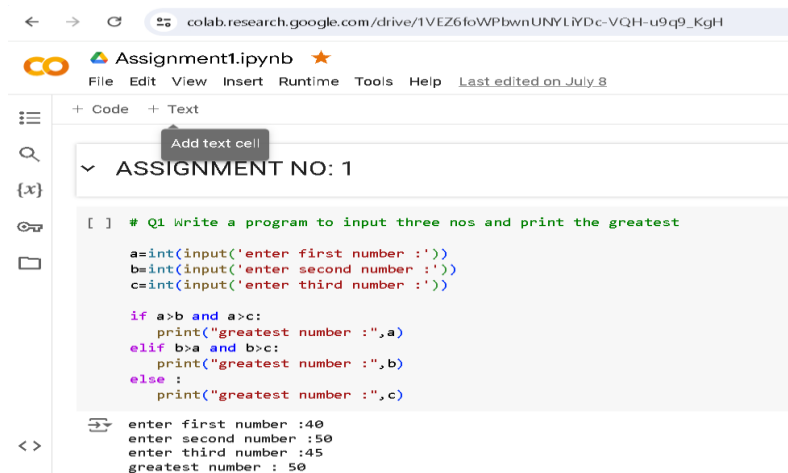 colab.research.google.com/drive/1VEZ6foWPbwnUNYLiYDc-VQH-u9q9_KgH
Assignment1.ipynb
File Edit View Insert Runtime Tools Help Last edited on July 8
+ Code + Text
Add text cell
ASSIGNMENT NO: 1
{x}
[ ] # Q1 Write a program to input three nos and print the greatest
a=int(input('enter first number :'))
b=int(input('enter second number :'))
c=int(input('enter third number :'))
if a>b and a>c:
print("greatest number :",a)
elif b>a and b>c:
print("greatest number :",b)
else :
print("greatest number :",c)
enter first number :40
enter second number :50
enter third number :45
greatest number : 50